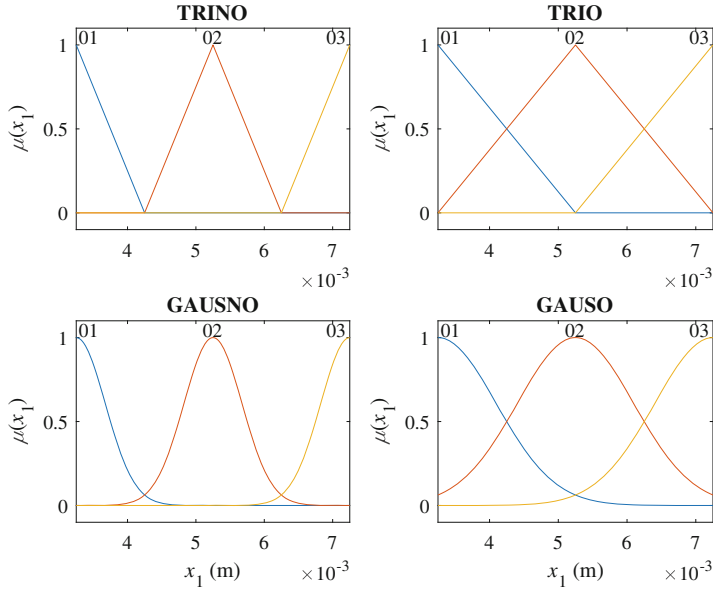 TRINO
01 02 03
1
0.5
0
μ(x1)
4 5 6 7
×10-3
TRIO
01 02 03
1
0.5
0
μ(x1)
4 5 6 7
×10-3
GAUSNO
01 02 03
1
0.5
0
μ(x1)
4 5 6 7
×10-3
x1 (m)
GAUSO
01 02 03
1
0.5
0
μ(x1)
4 5 6 7
×10-3
x1 (m)